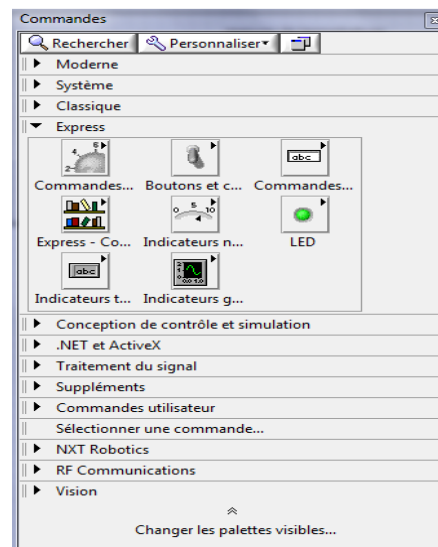 Commandes
Rechercher Personnaliser
Moderne
Système
Classique
Express
Commandes... Boutons et c... Commandes...
Express - Co... Indicateurs n... LED
Indicateurs t... Indicateurs g...
Conception de contrôle et simulation
.NET et ActiveX
Traitement du signal
Suppléments
Commandes utilisateur
Sélectionner une commande...
NXT Robotics
RF Communications
Vision
Changer les palettes visibles...